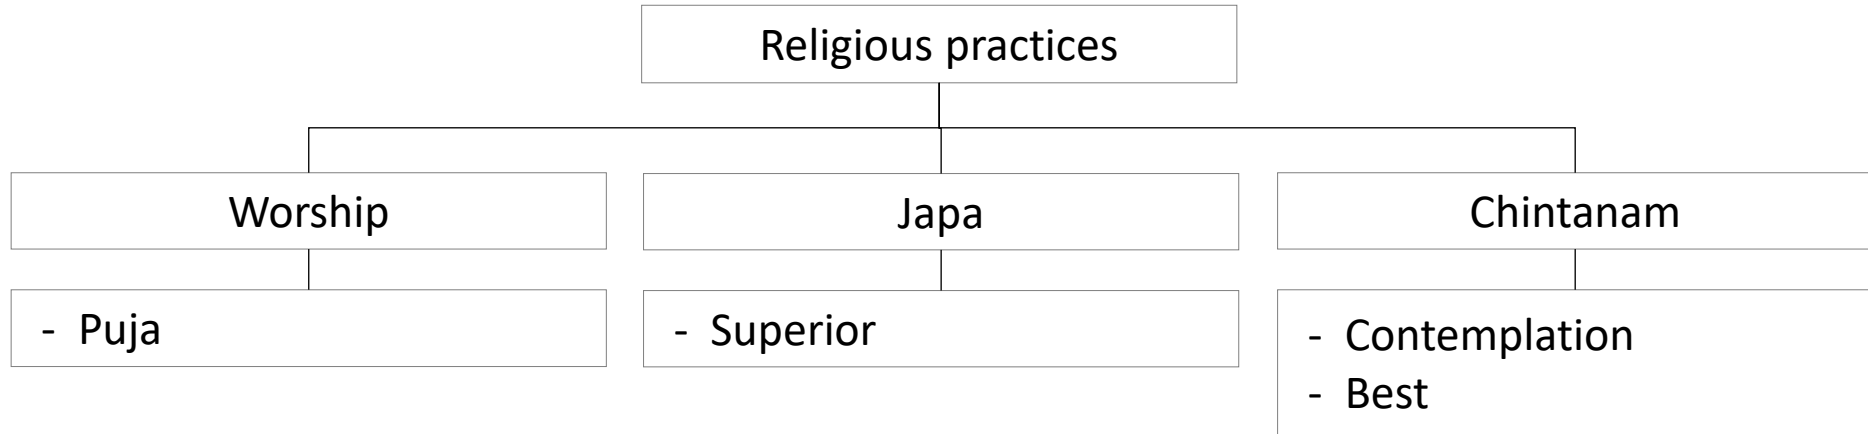 Religious practices
Worship
Japa
Chintanam
- Puja
- Superior
- Contemplation
- Best